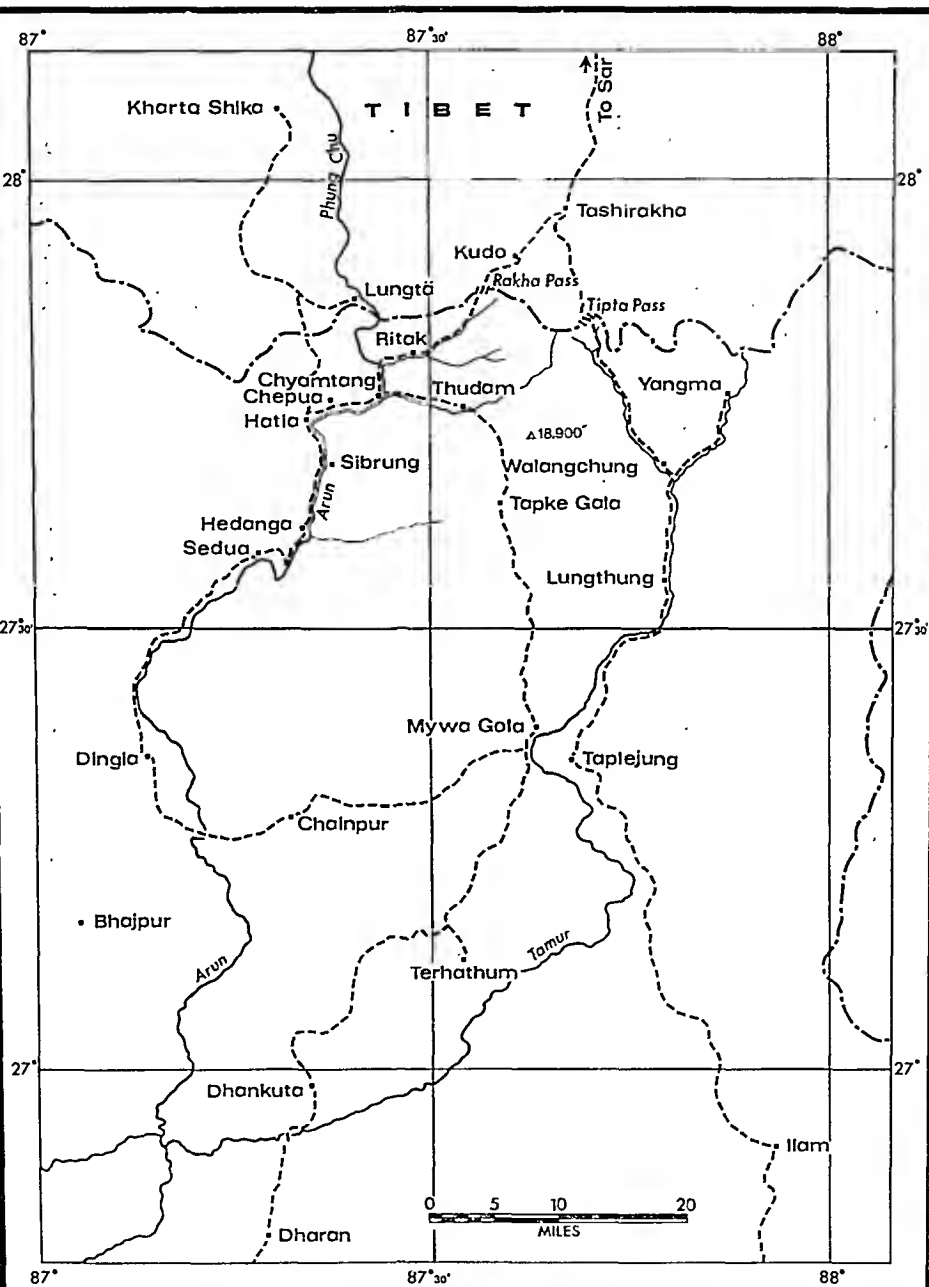 87°
87°30'
88°
To Sar
Kharta Shika
TIBET
Phung Chu
28°
28°
Tashirakha
Kudo
Rakha Pass
Lungtä
Tipta Pass
Ritak
Chyamtang
Thudam
Yangma
Chepua
Hatla
△18,900'
Sibrung
Walangchung
Arun
Tapke Gola
Hedanga
Sedua
Lungthung
27°30'
27°30'
Mywa Gola
Dingla
Taplejung
Chainpur
Bhajpur
Arun
Tamur
Terhathum
27°
27°
Dhankuta
Ilam
0 5 10 20
MILES
Dharan
87°
87°30'
88°